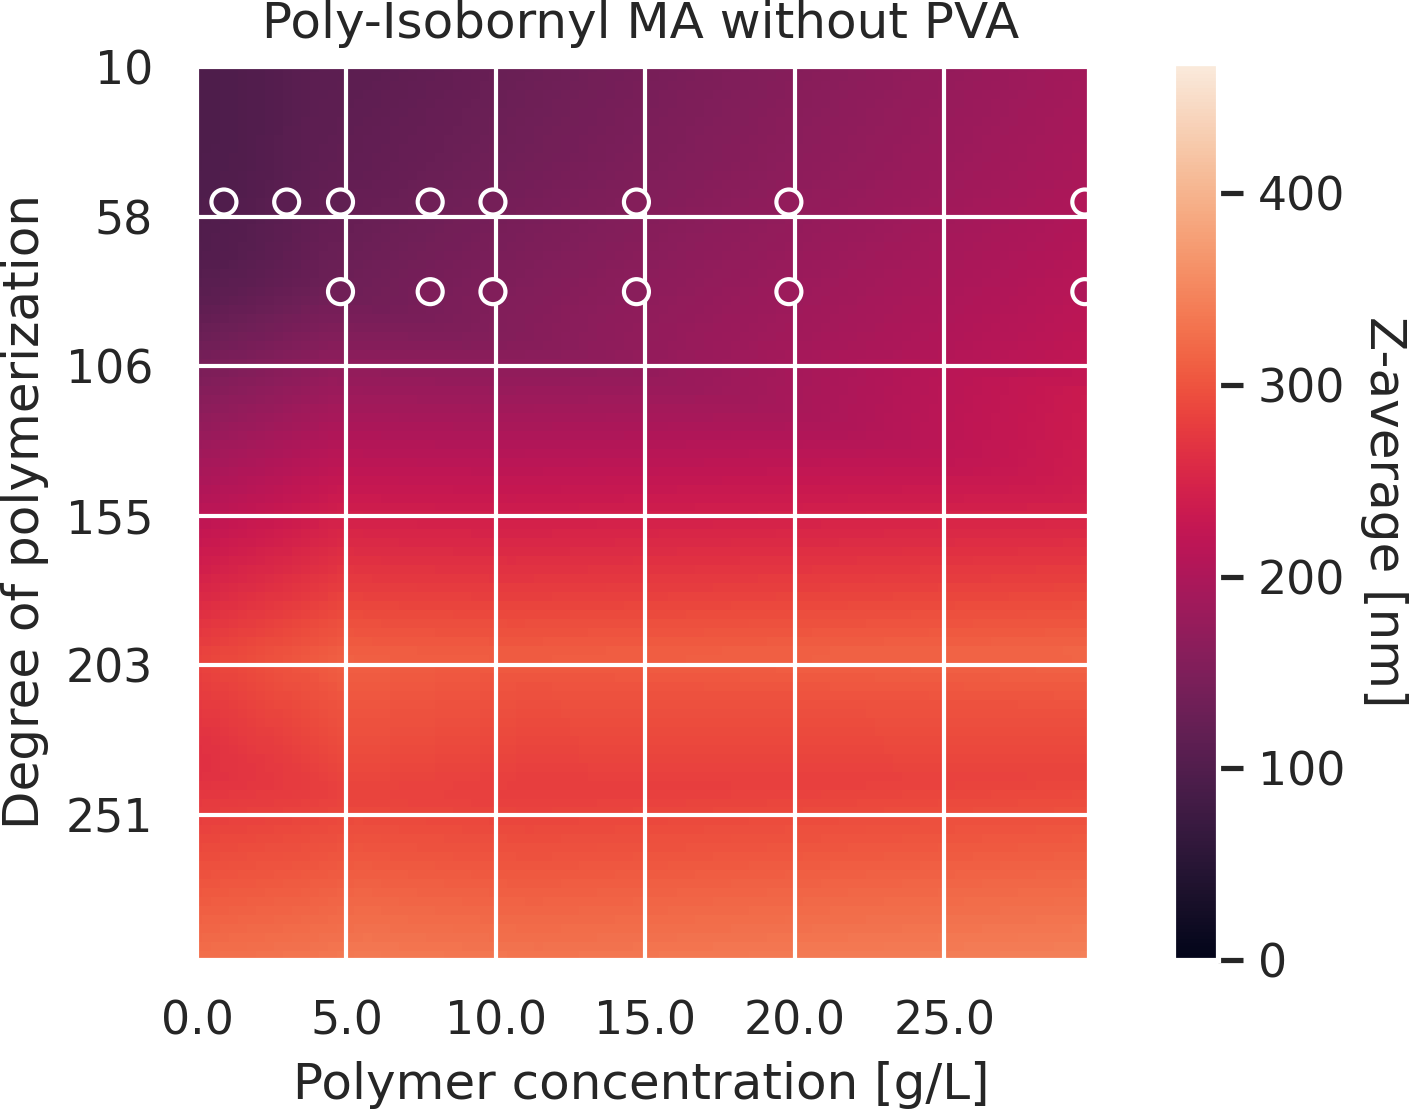 Poly-Isobornyl MA without PVA
10
58
106
155
203
251
Degree of polymerization
0.0 5.0 10.0 15.0 20.0 25.0
Polymer concentration [g/L]
400
300
200
100
0
Z-average [nm]